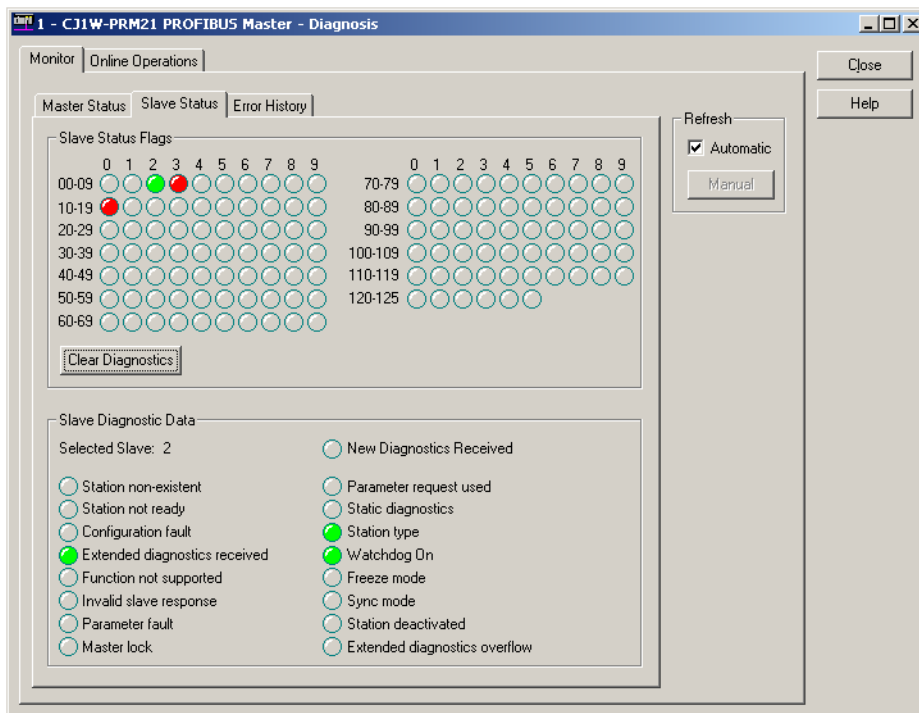 1 - CJ1W-PRM21 PROFIBUS Master - Diagnosis
Monitor Online Operations
Close
Help
Master Status Slave Status Error History
Refresh
Automatic
Manual
Slave Status Flags
0 1 2 3 4 5 6 7 8 9
00-09
10-19
20-29
30-39
40-49
50-59
60-69
0 1 2 3 4 5 6 7 8 9
70-79
80-89
90-99
100-109
110-119
120-125
Clear Diagnostics
Slave Diagnostic Data
Selected Slave: 2
New Diagnostics Received
Station non-existent
Station not ready
Configuration fault
Extended diagnostics received
Function not supported
Invalid slave response
Parameter fault
Master lock
Parameter request used
Static diagnostics
Station type
Watchdog On
Freeze mode
Sync mode
Station deactivated
Extended diagnostics overflow